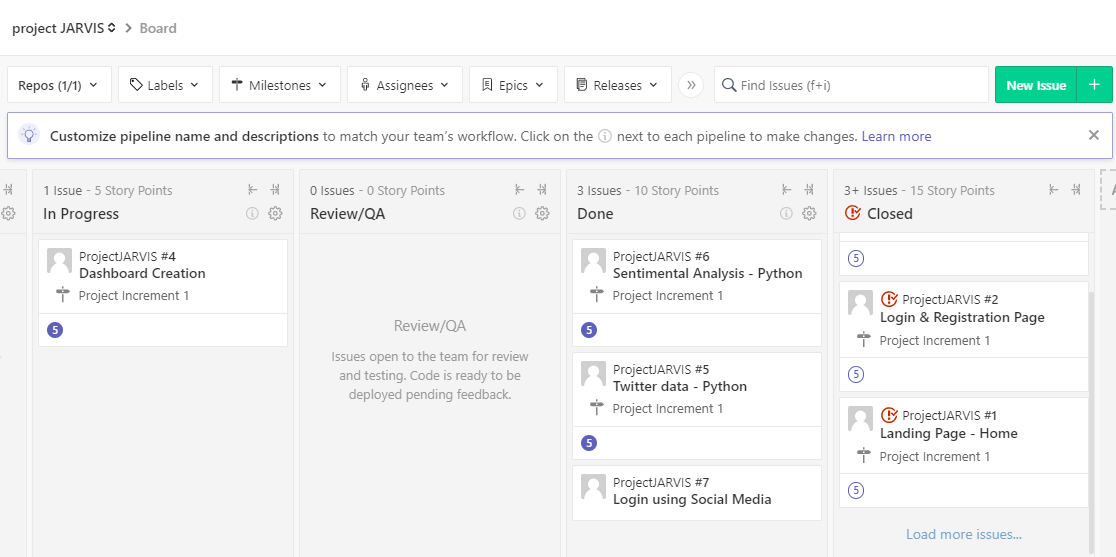 project JARVIS > Board
Repos (1/1) Labels Milestones Assignees Epics Releases » Find Issues (f+i) New Issue +
Customize pipeline name and descriptions to match your team's workflow. Click on the ⓘ next to each pipeline to make changes. Learn more
1 Issue - 5 Story Points
In Progress
ProjectJARVIS #4
Dashboard Creation
Project Increment 1
5
0 Issues - 0 Story Points
Review/QA
Review/QA
Issues open to the team for review
and testing. Code is ready to be
deployed pending feedback.
3 Issues - 10 Story Points
Done
ProjectJARVIS #6
Sentimental Analysis - Python
Project Increment 1
5
ProjectJARVIS #5
Twitter data - Python
Project Increment 1
5
ProjectJARVIS #7
Login using Social Media
3+ Issues - 15 Story Points
Closed
5
ProjectJARVIS #2
Login & Registration Page
Project Increment 1
5
ProjectJARVIS #1
Landing Page - Home
Project Increment 1
5
Load more issues...